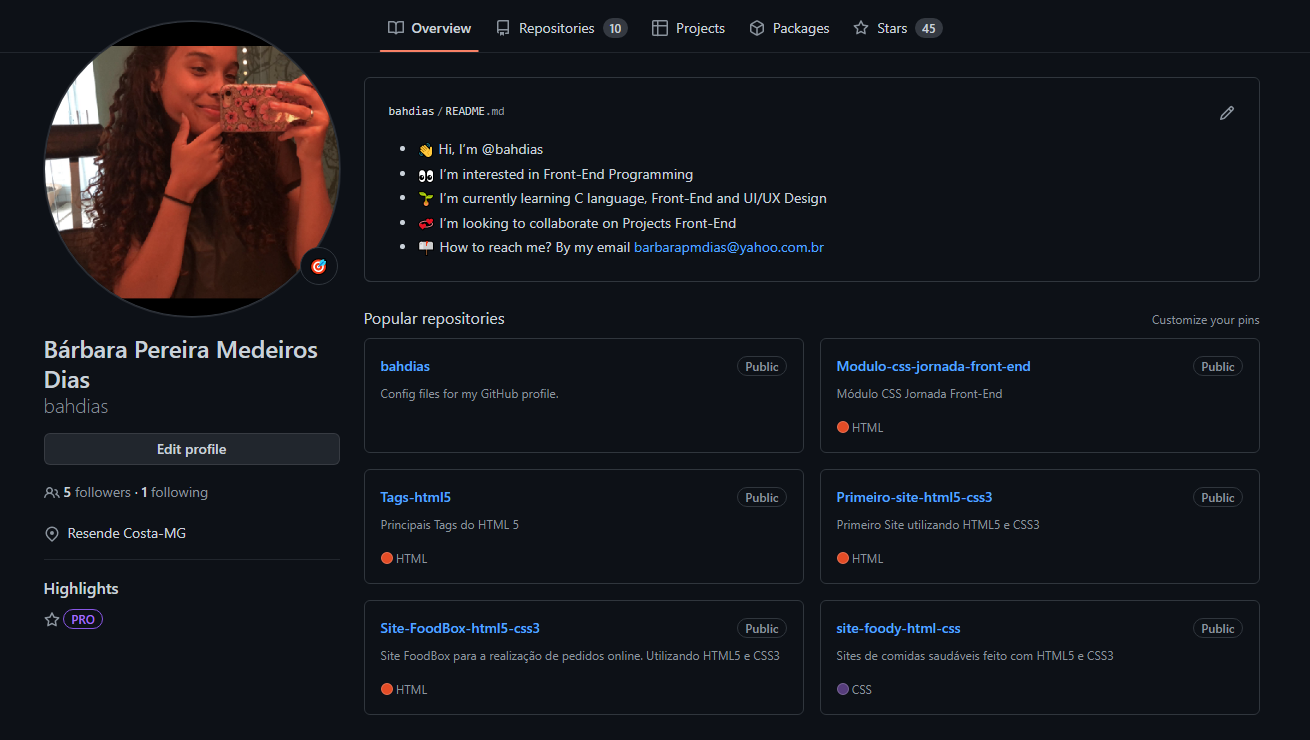 Overview
Repositories 10
Projects
Packages
Stars 45
bahdias / README.md
Hi, I'm @bahdias
I'm interested in Front-End Programming
I'm currently learning C language, Front-End and UI/UX Design
I'm looking to collaborate on Projects Front-End
How to reach me? By my email barbarapmdias@yahoo.com.br
Bárbara Pereira Medeiros
Dias
bahdias
Edit profile
5 followers · 1 following
Resende Costa-MG
Highlights
PRO
Popular repositories
Customize your pins
bahdias Public
Config files for my GitHub profile.
Modulo-css-jornada-front-end Public
Módulo CSS Jornada Front-End
HTML
Tags-html5 Public
Principais Tags do HTML 5
HTML
Primeiro-site-html5-css3 Public
Primeiro Site utilizando HTML5 e CSS3
HTML
Site-FoodBox-html5-css3 Public
Site FoodBox para a realização de pedidos online. Utilizando HTML5 e CSS3
HTML
site-foody-html-css Public
Sites de comidas saudáveis feito com HTML5 e CSS3
CSS